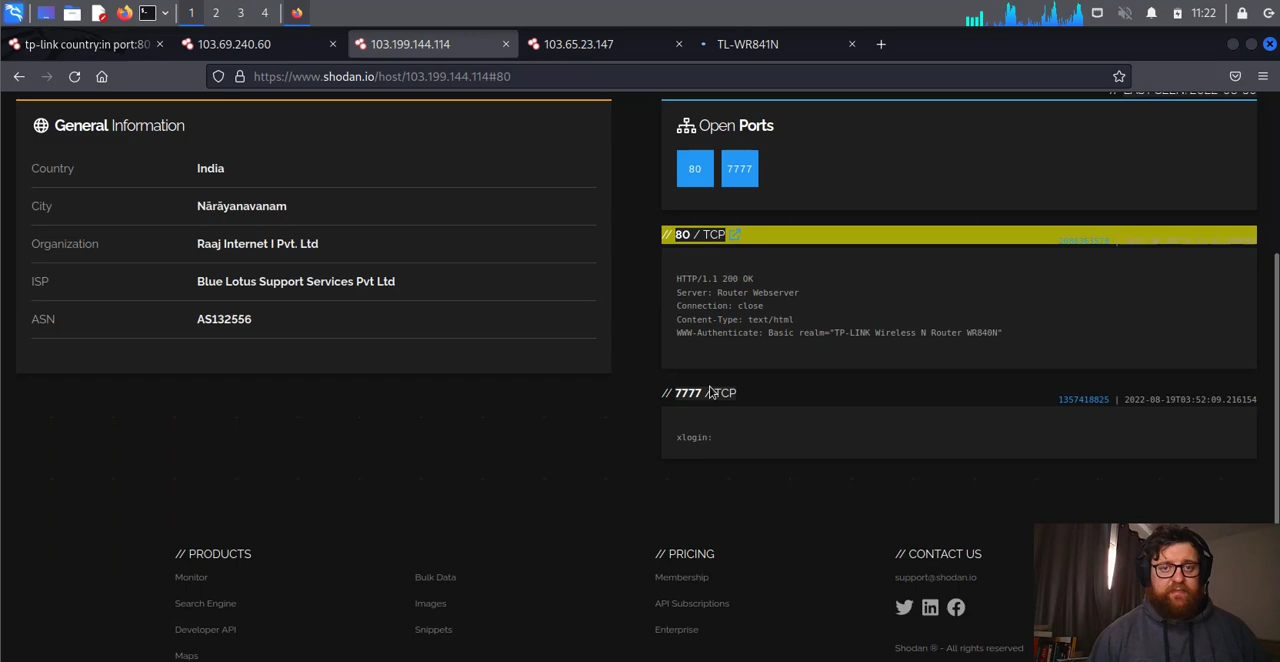 1 2 3 4 11:22
tp-link country:in port:80 103.69.240.60 103.199.144.114 103.65.23.147 TL-WR841N
https://www.shodan.io/host/103.199.144.114#80
General Information
Country India
City Nārāyanavanam
Organization Raaj Internet I Pvt. Ltd
ISP Blue Lotus Support Services Pvt Ltd
ASN AS132556
Open Ports
80 7777
// 80 / TCP
HTTP/1.1 200 OK
Server: Router Webserver
Connection: close
Content-Type: text/html
WWW-Authenticate: Basic realm="TP-LINK Wireless N Router WR840N"
// 7777 / TCP
1357418825 | 2022-08-19T03:52:09.216154
xlogin:
// PRODUCTS
Monitor
Search Engine
Developer API
Maps
Bulk Data
Images
Snippets
// PRICING
Membership
API Subscriptions
Enterprise
// CONTACT US
support@shodan.io
Shodan ® - All rights reserved